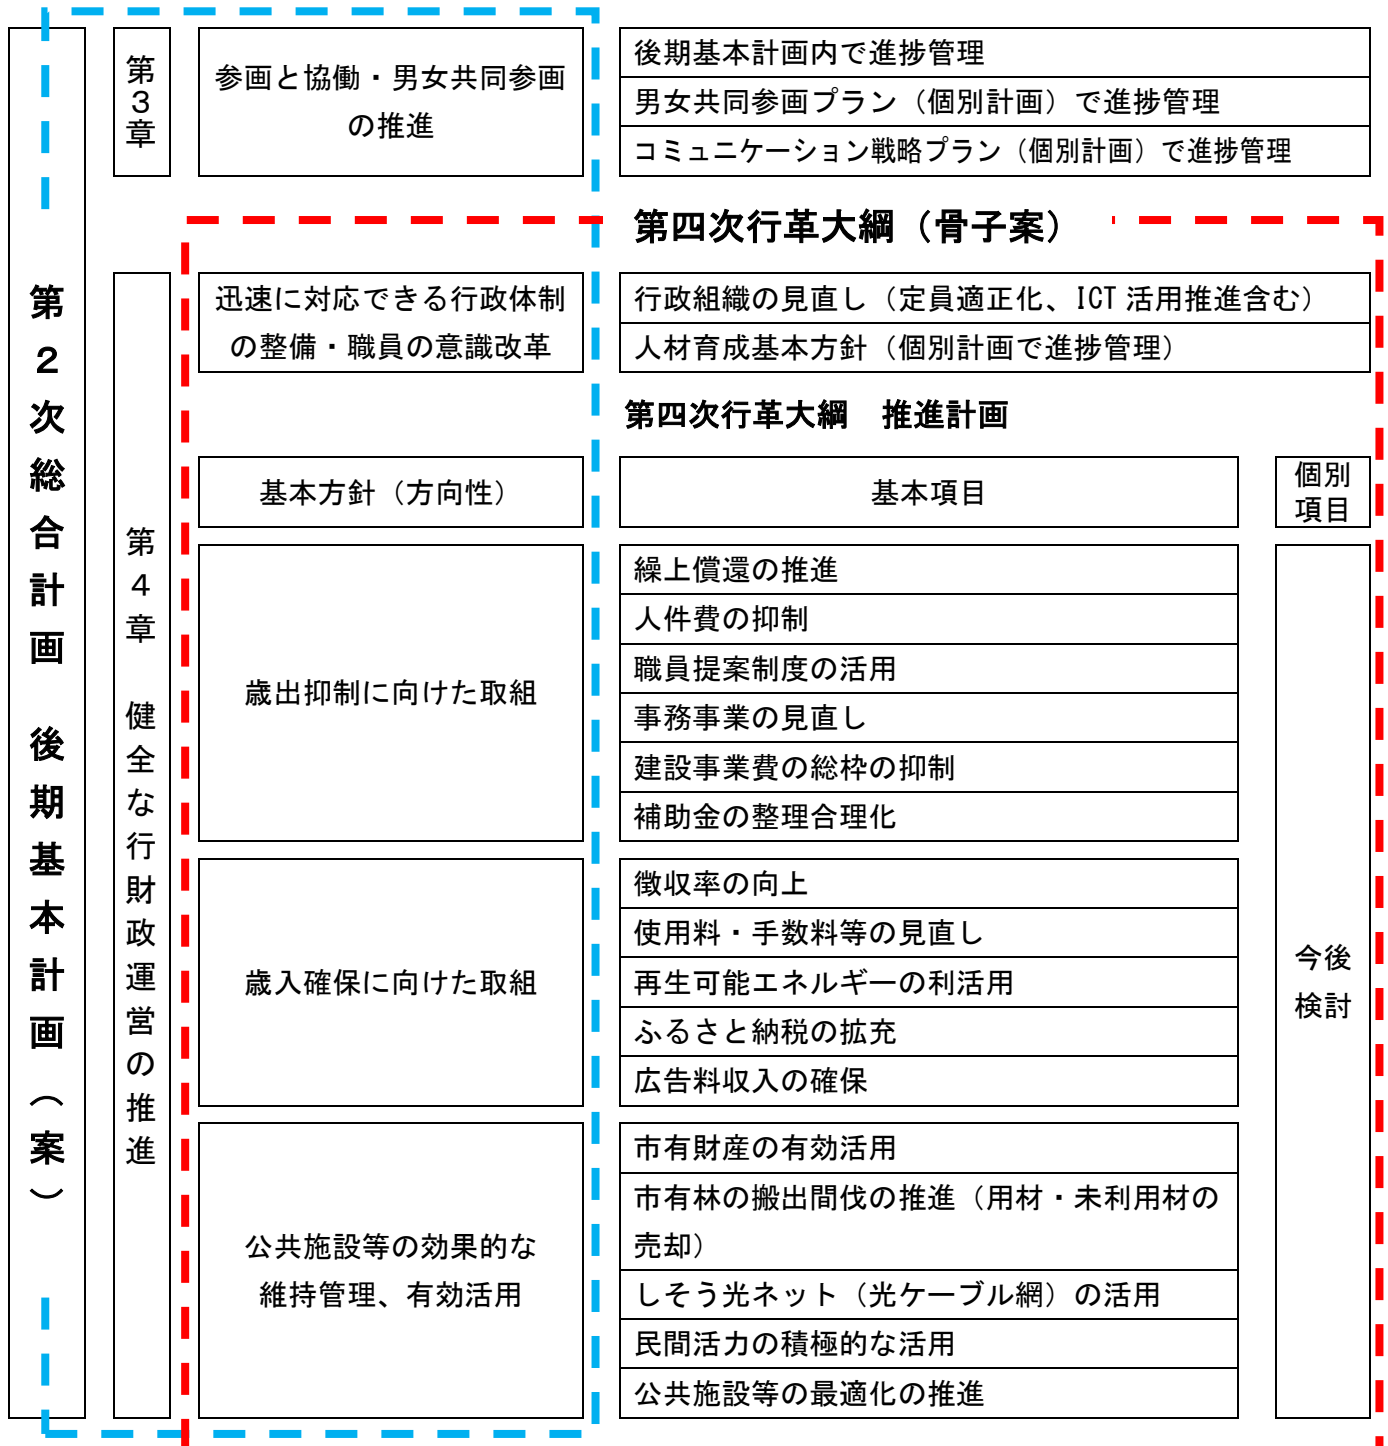 第２次総合計画　後期基本計画（案）
第３章
参画と協働・男女共同参画
の推進
後期基本計画内で進捗管理
男女共同参画プラン（個別計画）で進捗管理
コミュニケーション戦略プラン（個別計画）で進捗管理
第四次行革大綱（骨子案）
第４章　健全な行財政運営の推進
迅速に対応できる行政体制
の整備・職員の意識改革
行政組織の見直し（定員適正化、ICT 活用推進含む）
人材育成基本方針（個別計画で進捗管理）
第四次行革大綱　推進計画
基本方針（方向性）
基本項目
個別
項目
歳出抑制に向けた取組
繰上償還の推進
人件費の抑制
職員提案制度の活用
事務事業の見直し
建設事業費の総枠の抑制
補助金の整理合理化
歳入確保に向けた取組
徴収率の向上
使用料・手数料等の見直し
再生可能エネルギーの利活用
ふるさと納税の拡充
広告料収入の確保
公共施設等の効果的な
維持管理、有効活用
市有財産の有効活用
市有林の搬出間伐の推進（用材・未利用材の
売却）
しそう光ネット（光ケーブル網）の活用
民間活力の積極的な活用
公共施設等の最適化の推進
今後
検討